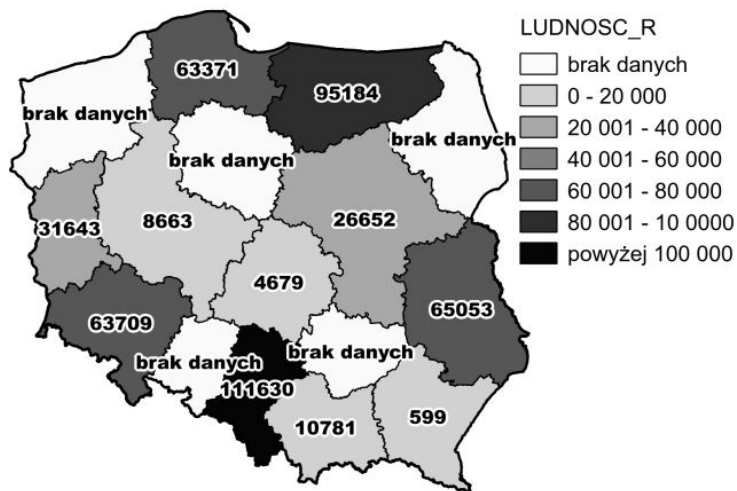 LUDNOSC_R
brak danych
0 - 20 000
20 001 - 40 000
40 001 - 60 000
60 001 - 80 000
80 001 - 10 0000
powyżej 100 000
63371
95184
brak danych
brak danych
brak danych
31643
8663
26652
4679
63709
65053
brak danych
brak danych
111630
10781
599